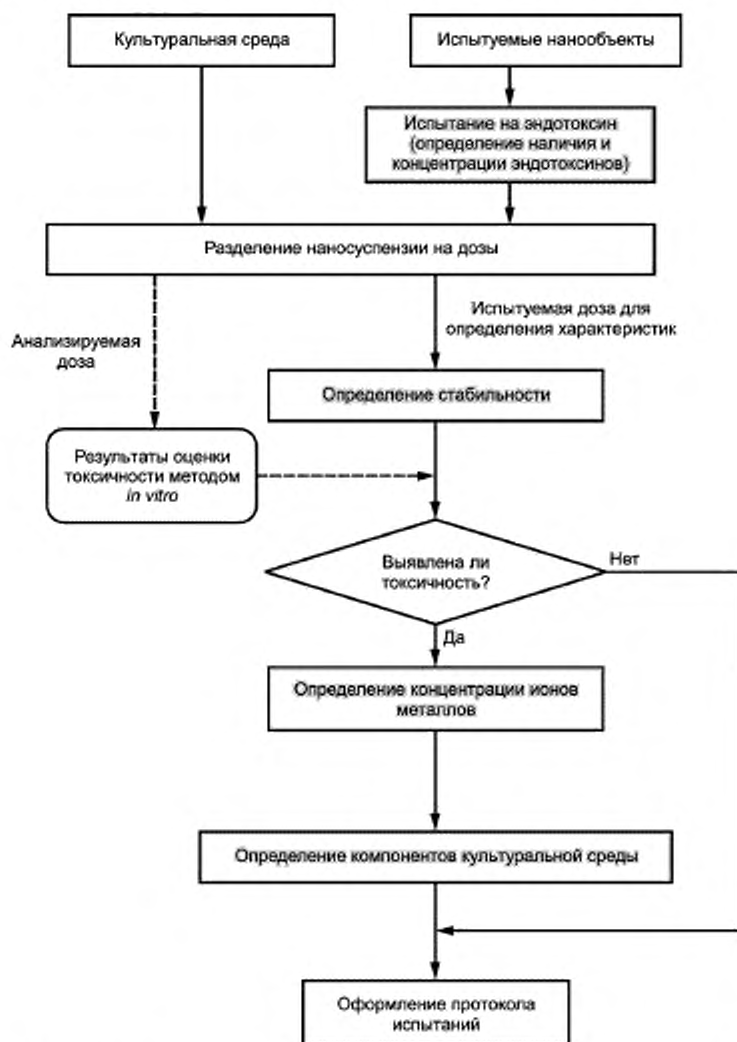 Культуральная среда
Испытуемые нанообъекты
Испытание на эндотоксин
(определение наличия и
концентрации эндотоксинов)
Разделение наносуспензии на дозы
Испытуемая доза для
определения характеристик
Анализируемая
доза
Определение стабильности
Результаты оценки
токсичности методом
in vitro
Выявлена ли
токсичность?
Нет
Да
Определение концентрации ионов
металлов
Определение компонентов культуральной среды
Оформление протокола
испытаний